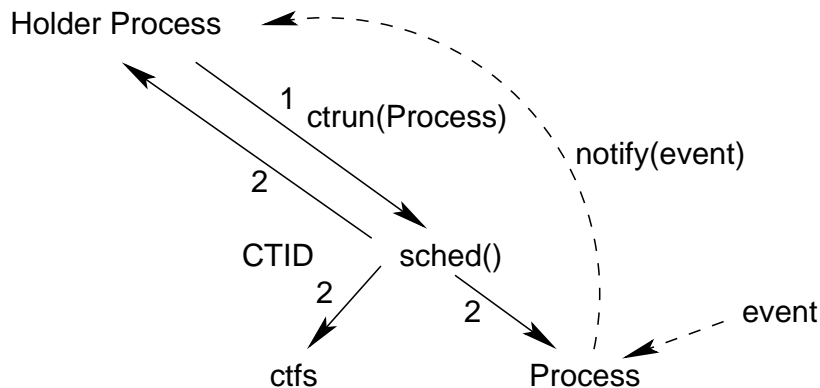 Holder Process
1
ctrun(Process)
notify(event)
2
CTID
sched()
2
2
event
ctfs
Process